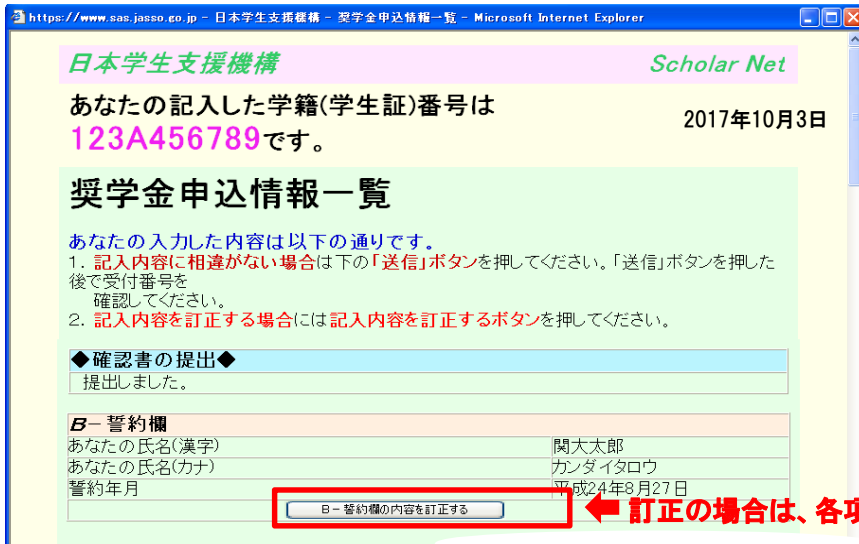 https://www.sas.jasso.go.jp - 日本学生支援機構 - 奨学金申込情報一覧 - Microsoft Internet Explorer
日本学生支援機構 Scholar Net
あなたの記入した学籍(学生証)番号は
2017年10月3日
123A456789です。
奨学金申込情報一覧
あなたの入力した内容は以下の通りです。
1. 記入内容に相違がない場合は下の「送信」ボタンを押してください。「送信」ボタンを押した
後で受付番号を
確認してください。
2. 記入内容を訂正する場合には記入内容を訂正するボタンを押してください。
◆確認書の提出◆
提出しました。
B－誓約欄
あなたの氏名(漢字) 関大太郎
あなたの氏名(カナ) カンダイタロウ
誓約年月 平成24年8月27日
B－誓約欄の内容を訂正する
訂正の場合は、各項